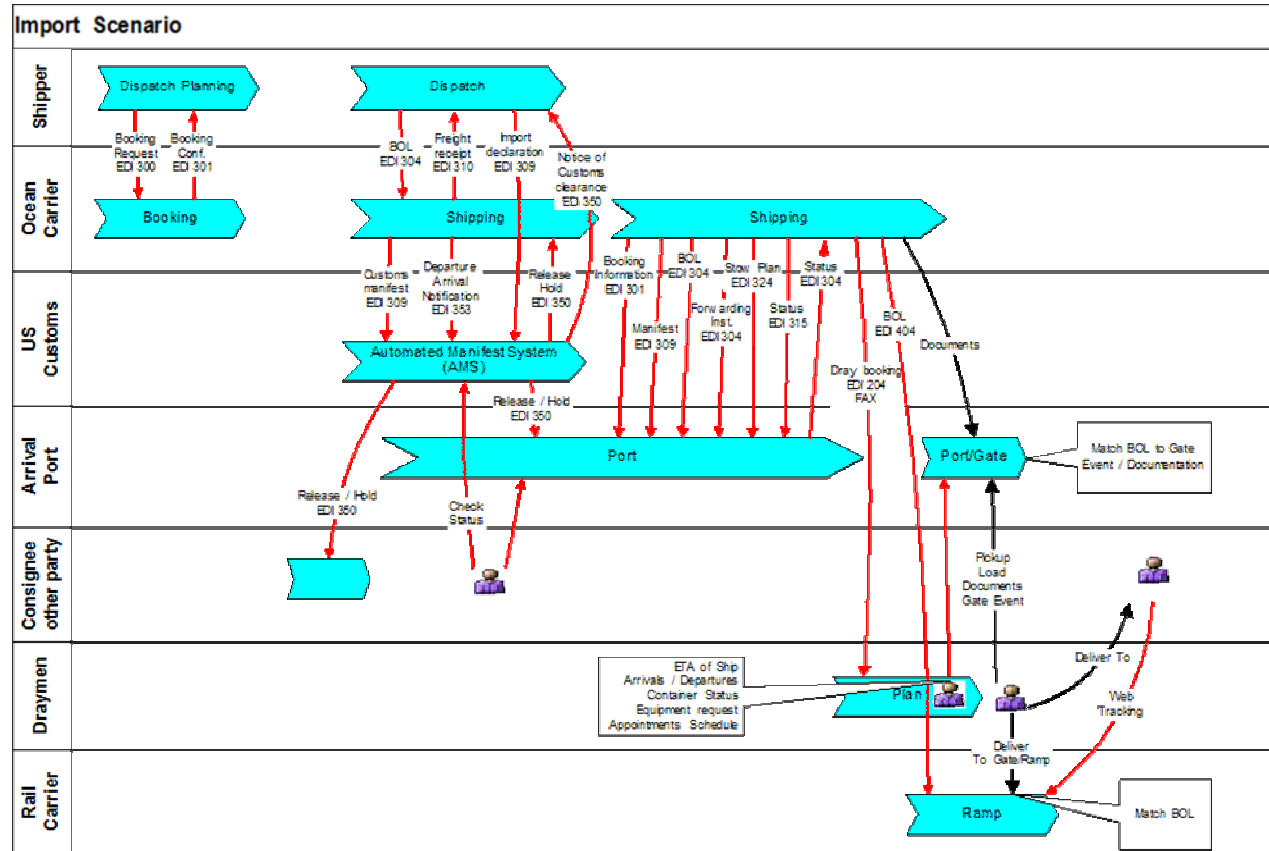 Import Scenario
Shipper
Dispatch Planning
Dispatch
Booking
Request
EDI 300
Booking
Conf.
EDI 301
BOL
EDI 304
Freight
receipt
EDI 310
Import
declaration
EDI 309
Notice of
Customs
clearance
EDI 350
Ocean
Carrier
Booking
Shipping
Shipping
US
Customs
Customs
manifest
EDI 309
Departure
Arrival
Notification
EDI 353
Release
Hold
EDI 350
Booking
Information
EDI 301
Manifest
EDI 309
BOL
EDI 304
Forwarding
Inst.
EDI 304
Stow Plan
EDI 324
Status
EDI 315
Status
EDI 304
BOL
EDI 404
Documents
Automated Manifest System
(AMS)
Dray booking
EDI 204
FAX
Release / Hold
EDI 350
Arrival
Port
Port
Port/Gate
Match BOL to Gate
Event / Documentation
Release / Hold
EDI 350
Check
Status
Consignee
other party
Pickup
Load
Documents
Gate Event
Draymen
ETA of Ship
Arrivals / Departures
Container Status
Equipment request
Appointments Schedule
Plan
Deliver To
Web
Tracking
Deliver
To Gate/Ramp
Rail
Carrier
Ramp
Match BOL